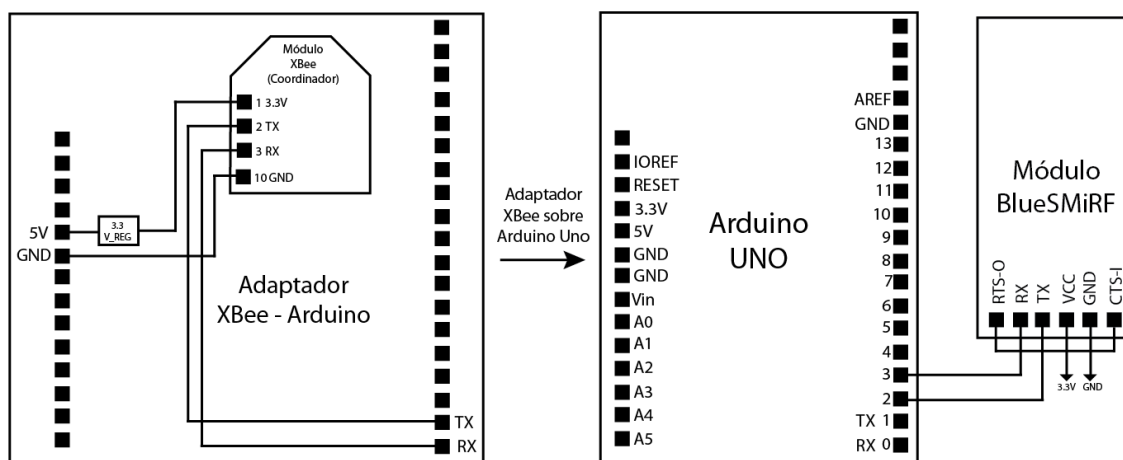 Módulo
XBee
(Coordinador)
1 3.3V
2 TX
3 RX
10 GND
5V
3.3
V_REG
GND
Adaptador
XBee - Arduino
TX
RX
Adaptador
XBee sobre
Arduino Uno
IOREF
RESET
3.3V
5V
GND
GND
Vin
A0
A1
A2
A3
A4
A5
Arduino
UNO
AREF
GND
13
12
11
10
9
8
7
6
5
4
3
2
TX 1
RX 0
Módulo
BlueSMiRF
RTS-O
RX
TX
VCC
GND
CTS-I
3.3V
GND